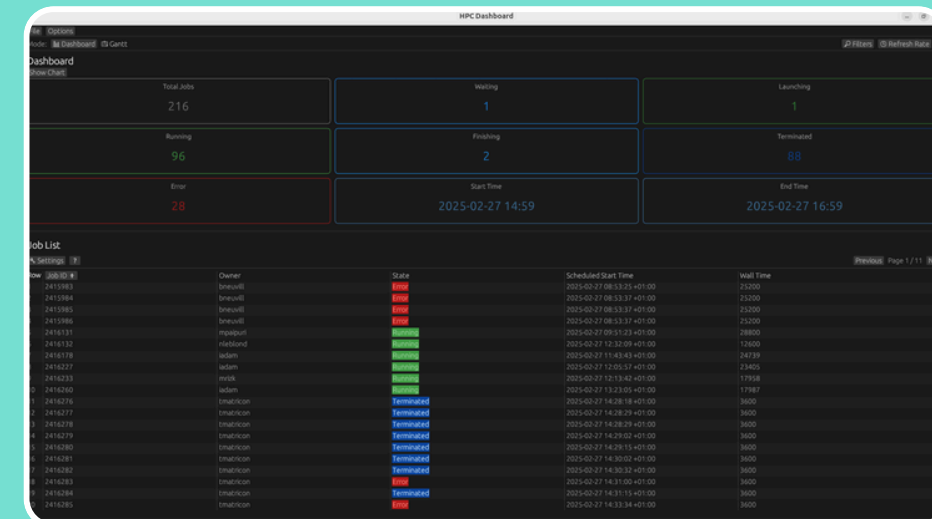 HPC Dashboard
File Options
Mode: Dashboard Gantt Filters Refresh Rate
Dashboard
Show Chart
Total Jobs Waiting Launching
216 1 1
Running Finishing Terminated
96 2 88
Error Start Time End Time
28 2025-02-27 14:59 2025-02-27 16:59
Job List
Settings ? Previous Page 1 / 11
Job ID Owner State Scheduled Start Time Wall Time
2415983 bneuvill Error 2025-02-27 08:53:25 +01:00 25200
2415984 bneuvill Error 2025-02-27 08:53:37 +01:00 25200
2415985 bneuvill Error 2025-02-27 08:53:37 +01:00 25200
2415986 bneuvill Error 2025-02-27 08:53:37 +01:00 25200
2416131 mpaipuri Running 2025-02-27 09:51:23 +01:00 28800
2416132 nleblond Running 2025-02-27 12:32:09 +01:00 12600
2416178 iadam Running 2025-02-27 11:43:43 +01:00 24739
2416227 iadam Running 2025-02-27 12:05:57 +01:00 23405
2416233 mrizk Running 2025-02-27 12:13:42 +01:00 17958
2416260 iadam Running 2025-02-27 13:23:05 +01:00 17987
2416276 tmatricon Terminated 2025-02-27 14:28:18 +01:00 3600
2416277 tmatricon Terminated 2025-02-27 14:28:29 +01:00 3600
2416278 tmatricon Terminated 2025-02-27 14:28:29 +01:00 3600
2416279 tmatricon Terminated 2025-02-27 14:29:02 +01:00 3600
2416280 tmatricon Terminated 2025-02-27 14:29:15 +01:00 3600
2416281 tmatricon Terminated 2025-02-27 14:30:02 +01:00 3600
2416282 tmatricon Terminated 2025-02-27 14:30:32 +01:00 3600
2416283 tmatricon Error 2025-02-27 14:31:00 +01:00 3600
2416284 tmatricon Terminated 2025-02-27 14:31:15 +01:00 3600
2416285 tmatricon Error 2025-02-27 14:33:34 +01:00 3600